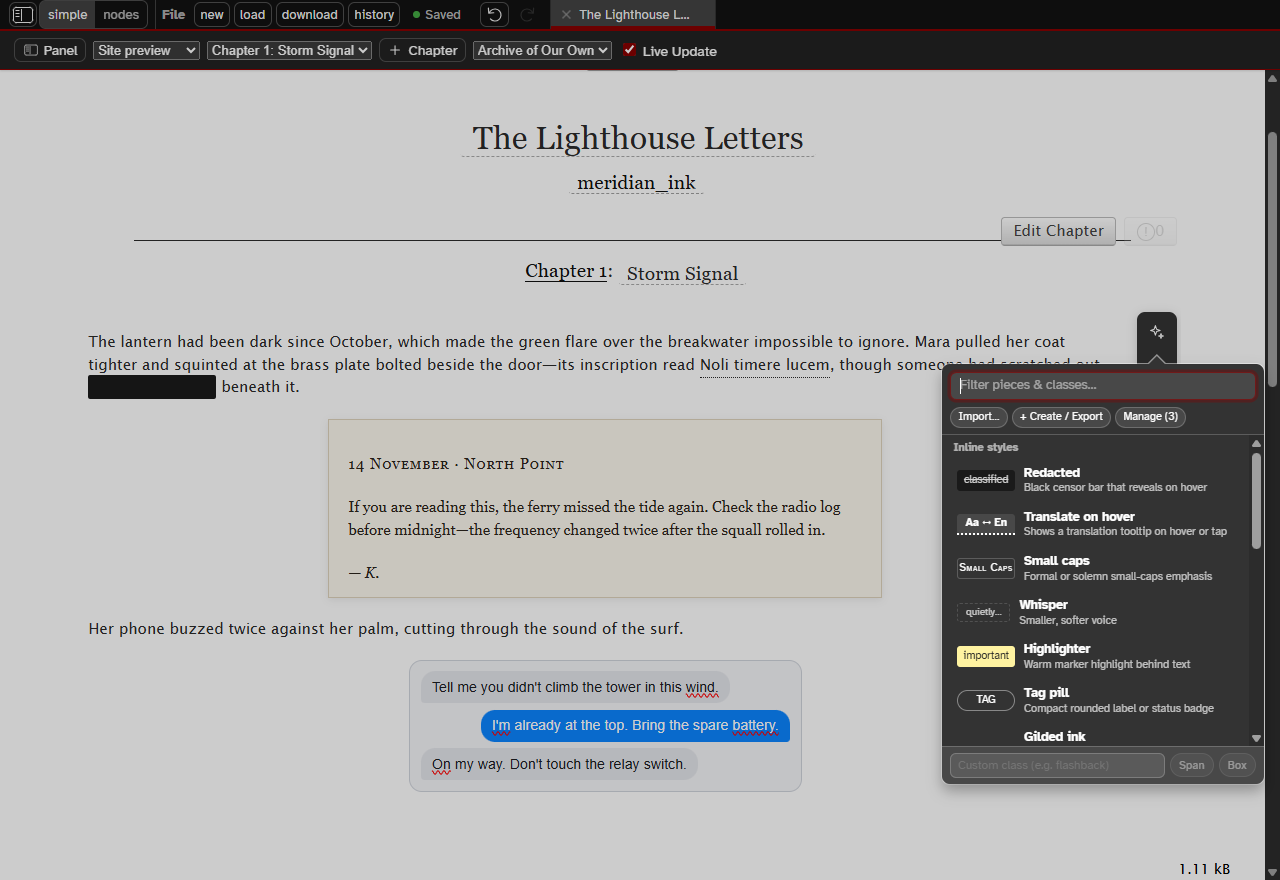 simple nodes File new load download history Saved The Lighthouse L...
Panel Site preview Chapter 1: Storm Signal + Chapter Archive of Our Own Live Update
The Lighthouse Letters
meridian_ink
Edit Chapter 0
Chapter 1: Storm Signal
The lantern had been dark since October, which made the green flare over the breakwater impossible to ignore. Mara pulled her coat
tighter and squinted at the brass plate bolted beside the door—its inscription read Noli timere lucem, though someone had scratched out
beneath it.
14 November · North Point
If you are reading this, the ferry missed the tide again. Check the radio log
before midnight—the frequency changed twice after the squall rolled in.
— K.
Her phone buzzed twice against her palm, cutting through the sound of the surf.
Tell me you didn't climb the tower in this wind.
I'm already at the top. Bring the spare battery.
On my way. Don't touch the relay switch.
Filter pieces & classes...
Import... + Create / Export Manage (3)
Inline styles
classified Redacted
Black censor bar that reveals on hover
Aa ↔ En Translate on hover
Shows a translation tooltip on hover or tap
Small Caps Small caps
Formal or solemn small-caps emphasis
quietly... Whisper
Smaller, softer voice
important Highlighter
Warm marker highlight behind text
TAG Tag pill
Compact rounded label or status badge
Gilded ink
Custom class (e.g. flashback) Span Box
1.11 kB